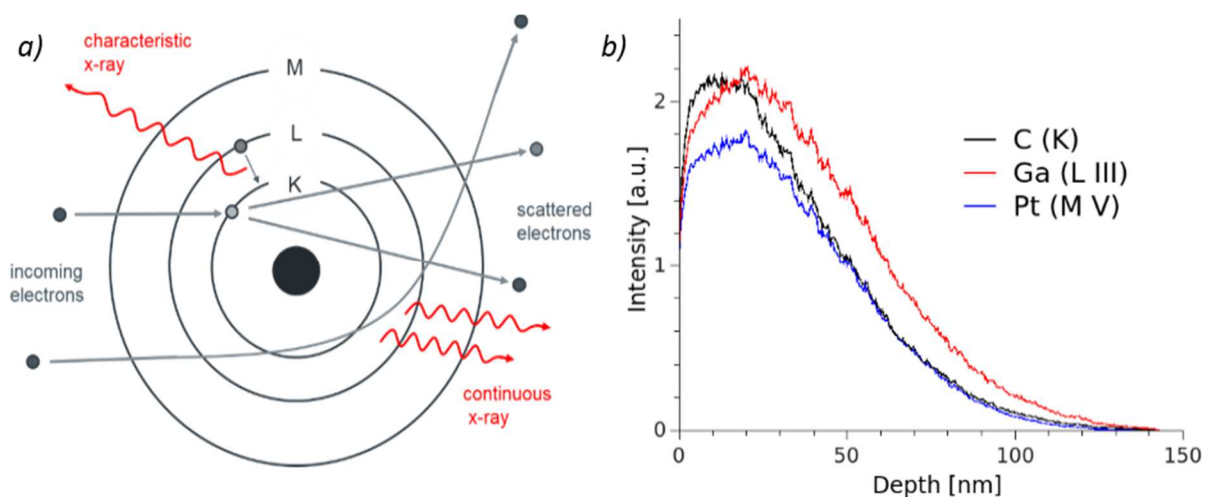 a)
characteristic
x-ray
M
L
K
incoming
electrons
scattered
electrons
continuous
x-ray
b)
Intensity [a.u.]
2
1
0
C (K)
Ga (L III)
Pt (M V)
0 50 100 150
Depth [nm]